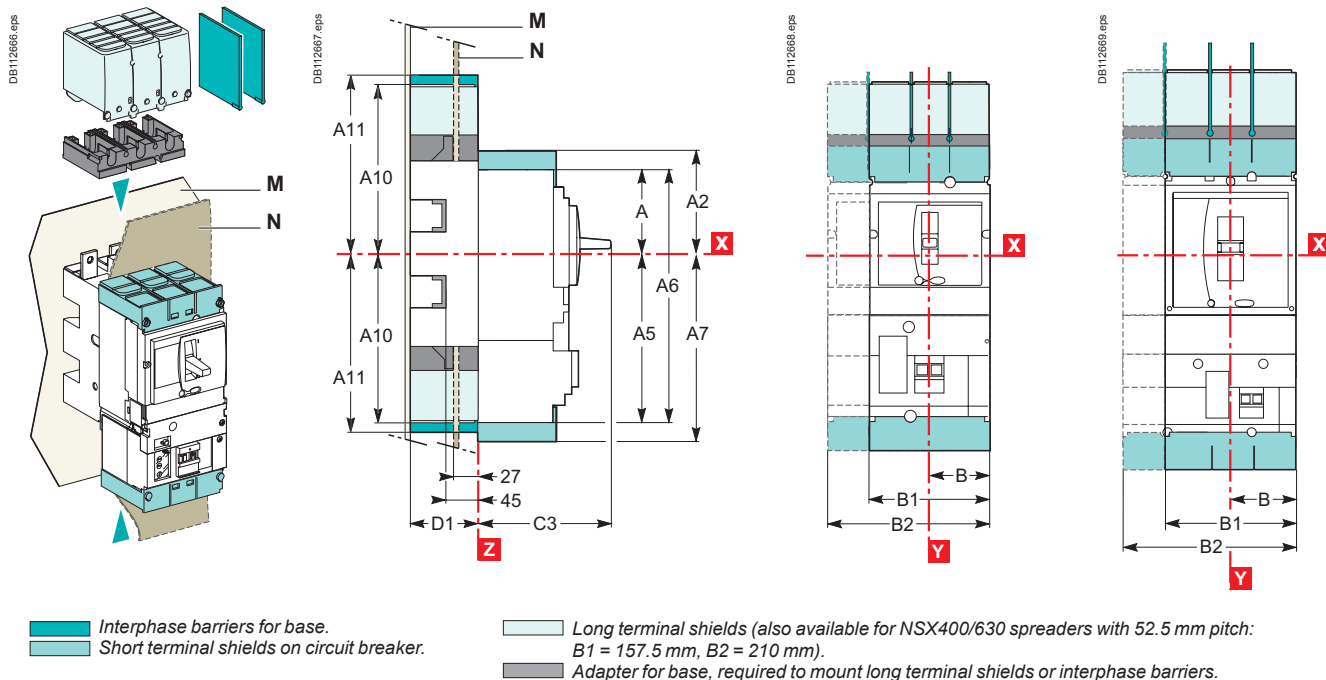 DB112666.eps
M
N
DB112667.eps
M
N
A11
A10
A10
A11
A2
A
X
A6
A5
A7
27
45
D1
C3
Z
DB112668.eps
X
B
B1
B2
Y
DB112669.eps
X
B
B1
B2
Y
Interphase barriers for base.
Short terminal shields on circuit breaker.
Long terminal shields (also available for NSX400/630 spreaders with 52.5 mm pitch:
B1 = 157.5 mm, B2 = 210 mm).
Adapter for base, required to mount long terminal shields or interphase barriers.